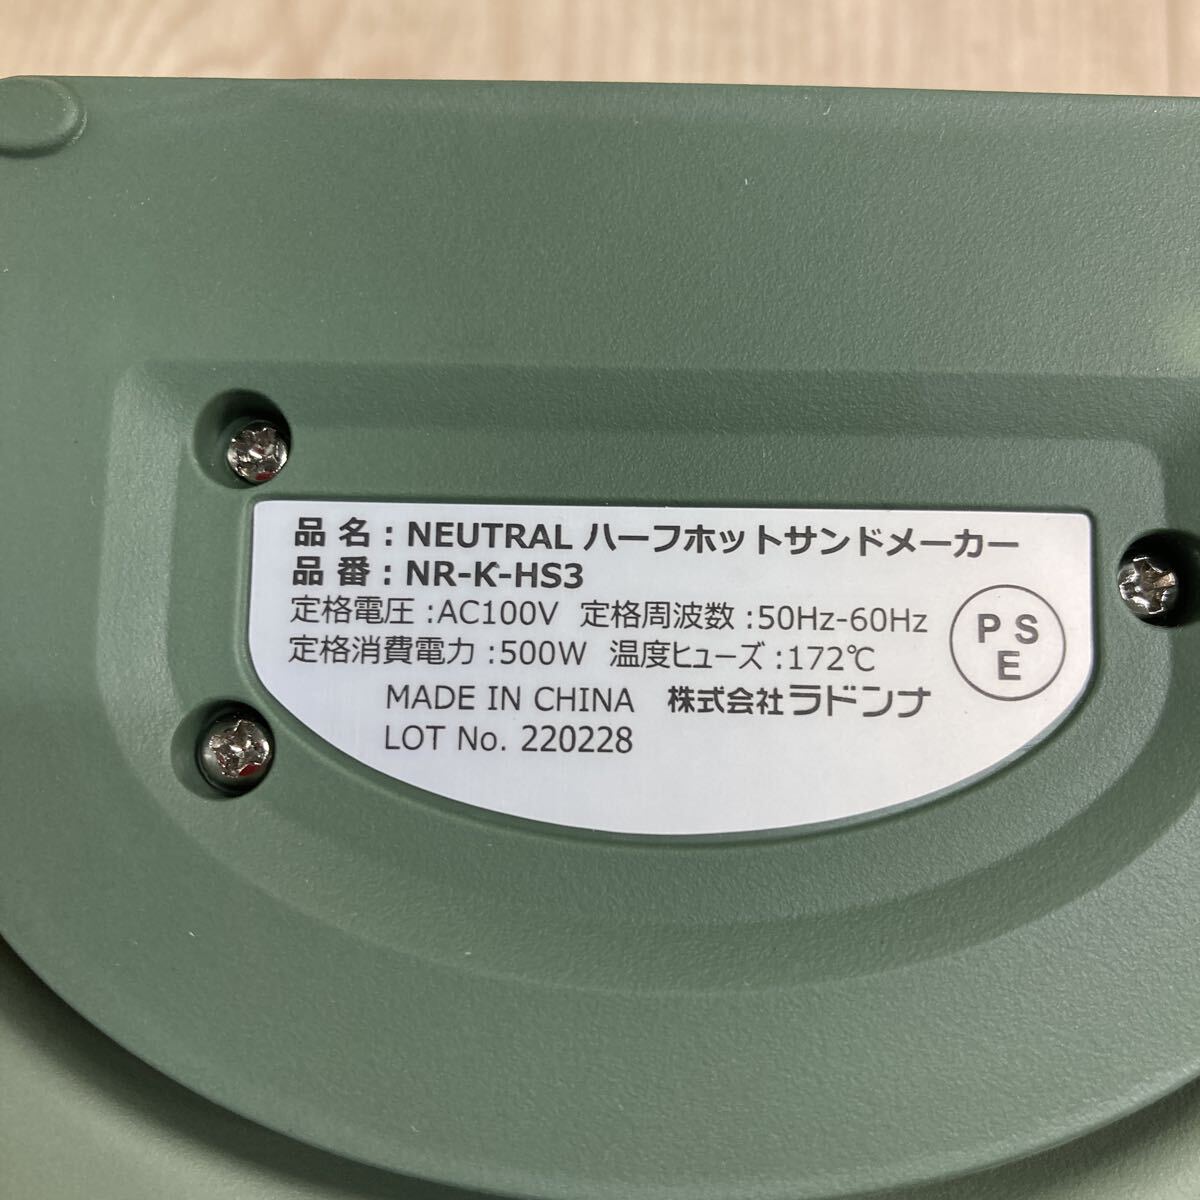 品 名 : NEUTRAL ハーフホットサンドメーカー
品 番 : NR-K-HS3
定格電圧 :AC100V 定格周波数 :50Hz-60Hz
定格消費電力 :500W 温度ヒューズ :172℃
PSE
MADE IN CHINA 株式会社ラドンナ
LOT No. 220228